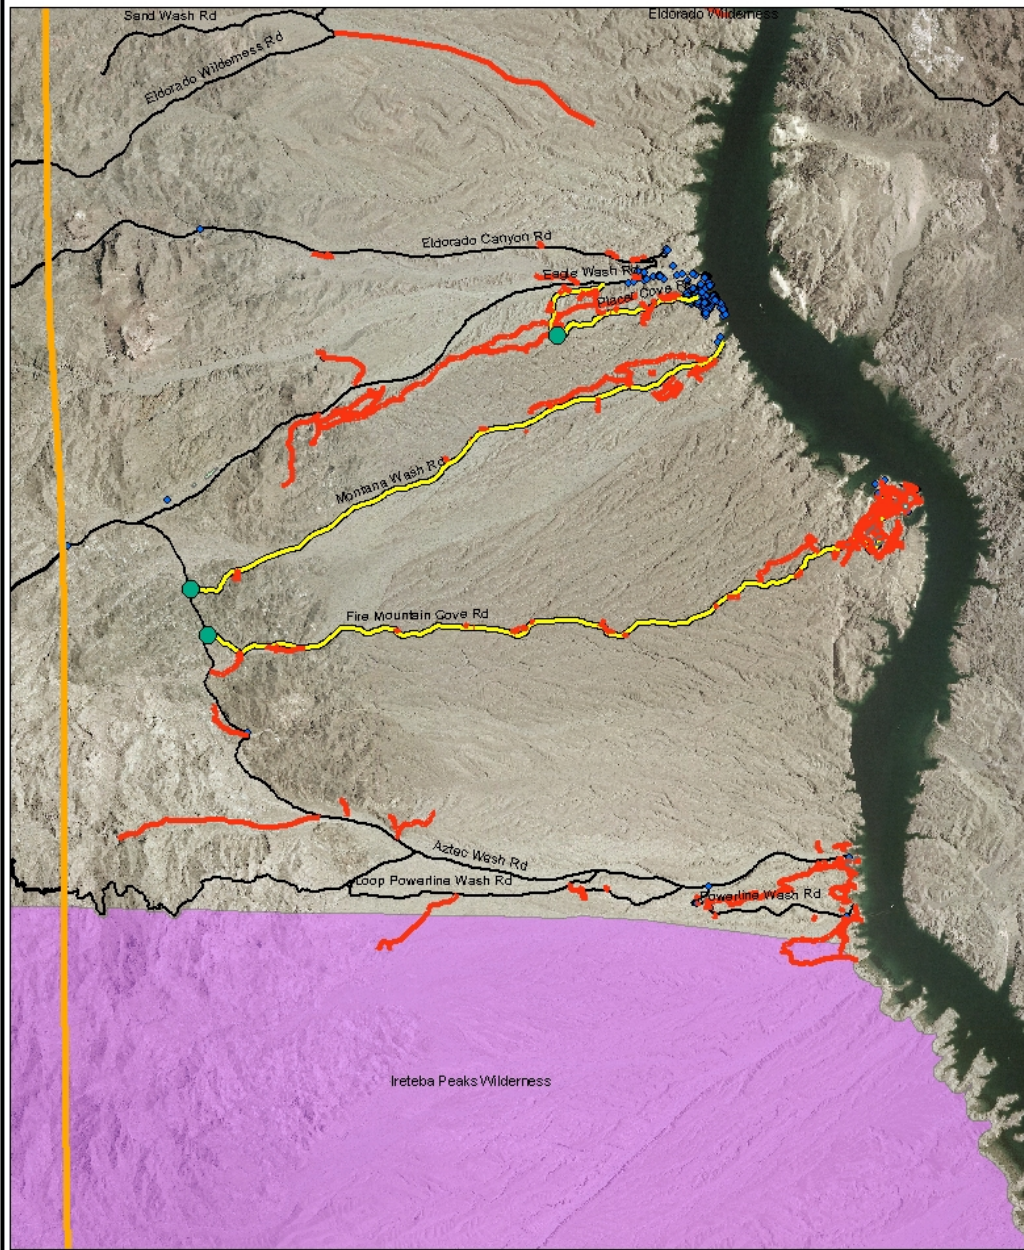 Sand Wash Rd
Eldorado Wilderness
Eldorado Wilderness Rd
Eldorado Canyon Rd
Eagle Wash Rd
Placer Cove Rd
Montana Wash Rd
Fire Mountain Cove Rd
Aztec Wash Rd
Loop Powerline Wash Rd
Powerline Wash Rd
Ireteba Peaks Wilderness